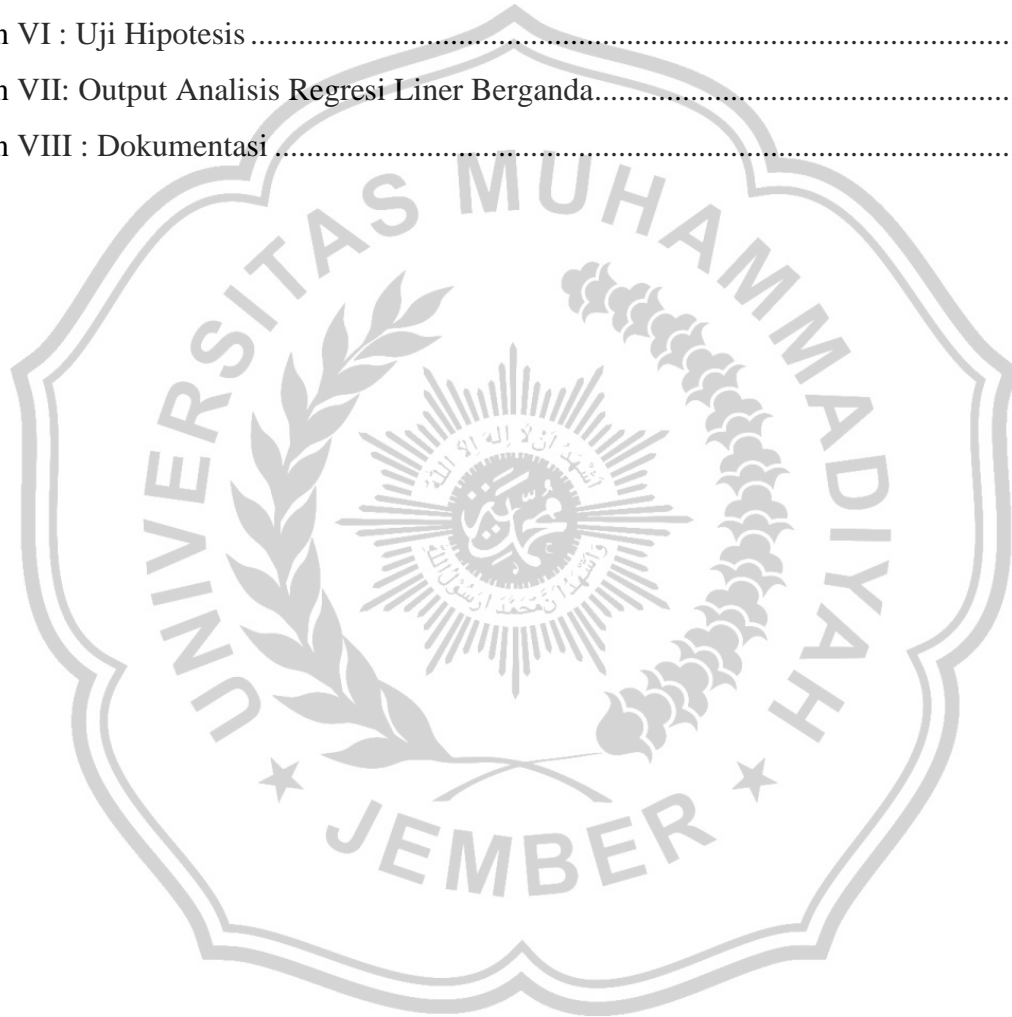 n VI : Uji Hipotesis ...............................................................................................
n VII: Output Analisis Regresi Liner Berganda....................................................
n VIII : Dokumentasi ............................................................................................
UNIVERSITAS MUHAMMADIYAH
JEMBER